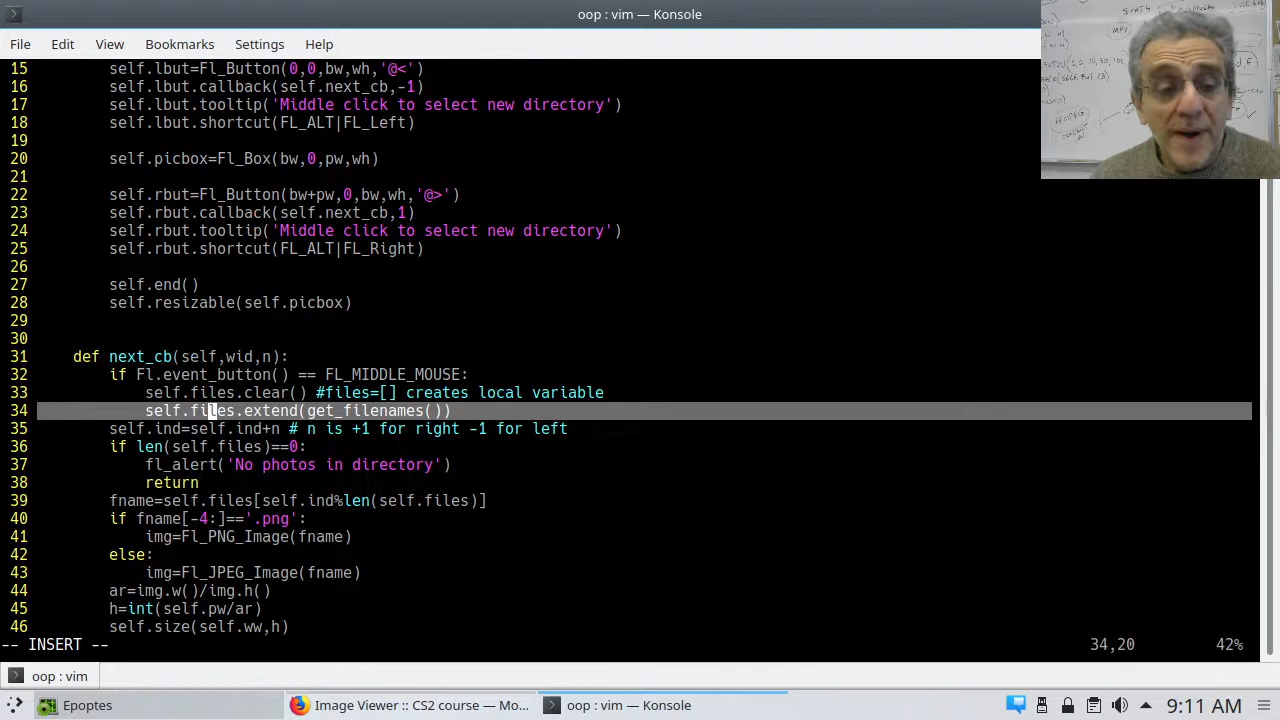 oop : vim — Konsole
File Edit View Bookmarks Settings Help
15 self.lbut=Fl_Button(0,0,bw,wh,'@<')
16 self.lbut.callback(self.next_cb,-1)
17 self.lbut.tooltip('Middle click to select new directory')
18 self.lbut.shortcut(FL_ALT|FL_Left)
19
20 self.picbox=Fl_Box(bw,0,pw,wh)
21
22 self.rbut=Fl_Button(bw+pw,0,bw,wh,'@>')
23 self.rbut.callback(self.next_cb,1)
24 self.rbut.tooltip('Middle click to select new directory')
25 self.rbut.shortcut(FL_ALT|FL_Right)
26
27 self.end()
28 self.resizable(self.picbox)
29
30
31 def next_cb(self,wid,n):
32 if Fl.event_button() == FL_MIDDLE_MOUSE:
33 self.files.clear() #files=[] creates local variable
34 self.files.extend(get_filenames())
35 self.ind=self.ind+n # n is +1 for right -1 for left
36 if len(self.files)==0:
37 fl_alert('No photos in directory')
38 return
39 fname=self.files[self.ind%len(self.files)]
40 if fname[-4:]=='.png':
41 img=Fl_PNG_Image(fname)
42 else:
43 img=Fl_JPEG_Image(fname)
44 ar=img.w()/img.h()
45 h=int(self.pw/ar)
46 self.size(self.ww,h)
-- INSERT -- 34,20 42%
oop : vim
Epoptes Image Viewer :: CS2 course — Mo... oop : vim — Konsole 9:11 AM